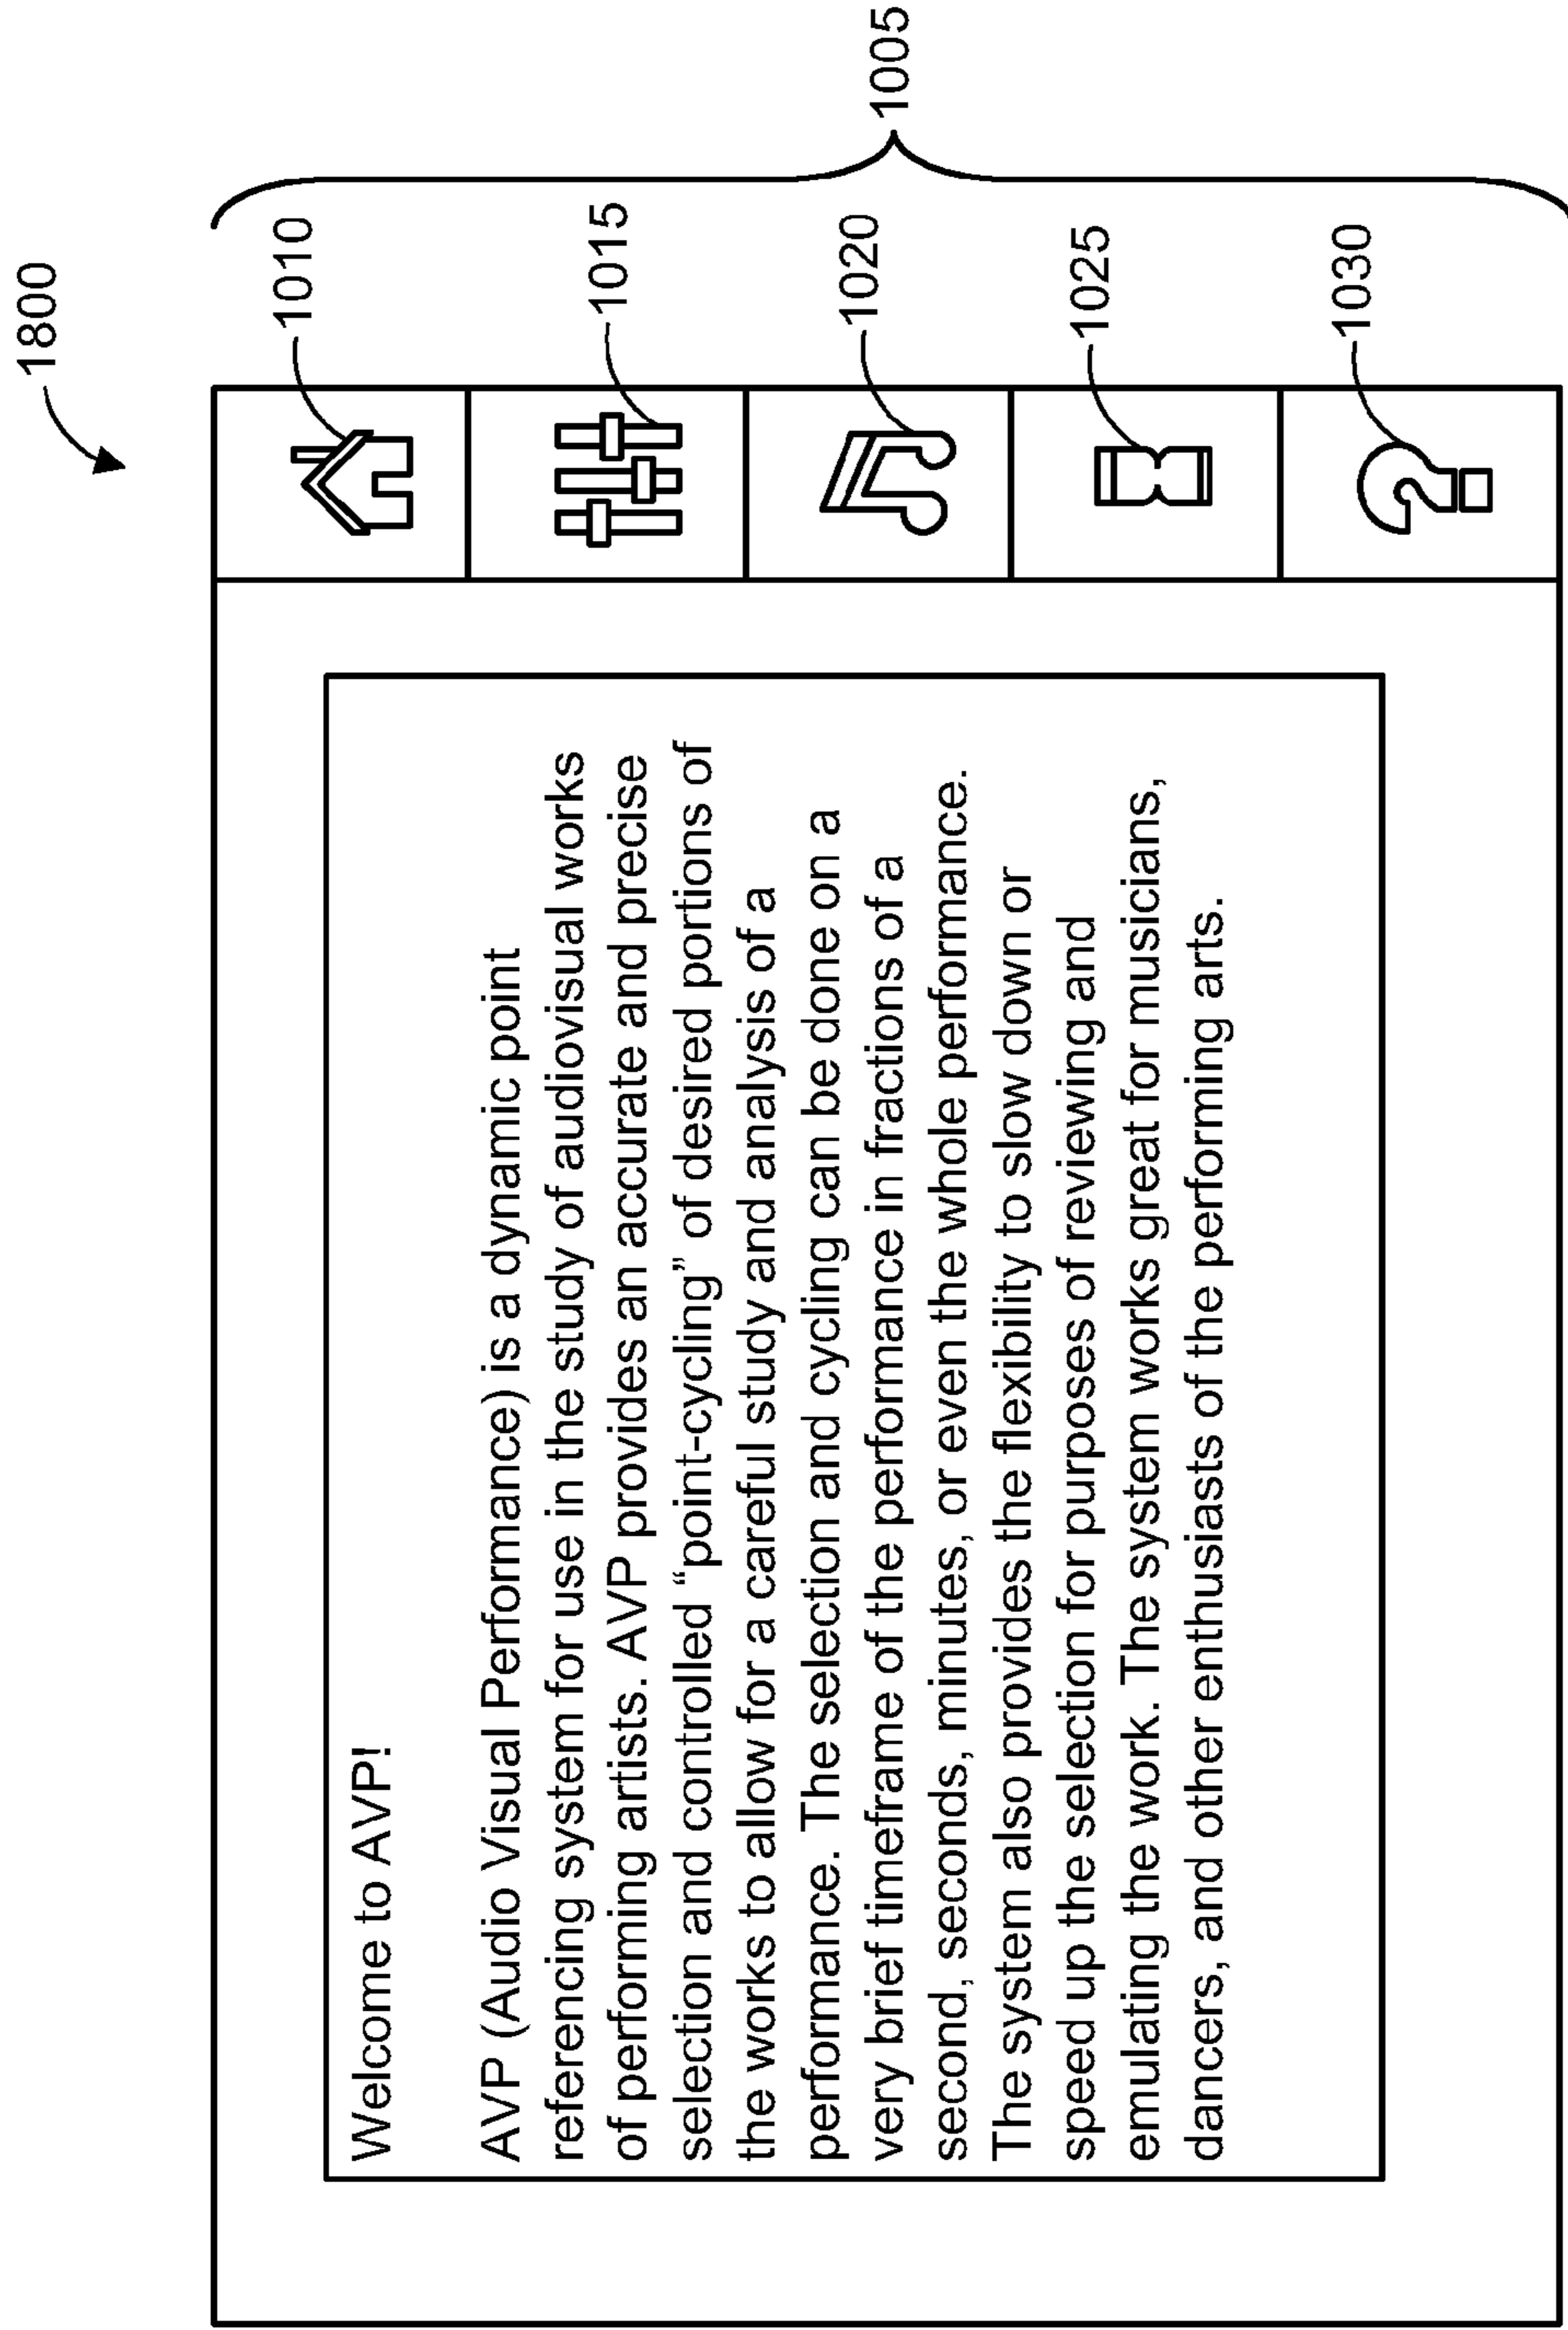 1800
Welcome to AVP!
AVP (Audio Visual Performance) is a dynamic point
referencing system for use in the study of audiovisual works
of performing artists. AVP provides an accurate and precise
selection and controlled “point-cycling” of desired portions of
the works to allow for a careful study and analysis of a
performance. The selection and cycling can be done on a
very brief timeframe of the performance in fractions of a
second, seconds, minutes, or even the whole performance.
The system also provides the flexibility to slow down or
speed up the selection for purposes of reviewing and
emulating the work. The system works great for musicians,
dancers, and other enthusiasts of the performing arts.
1010
1015
1020
1025
1030
1005